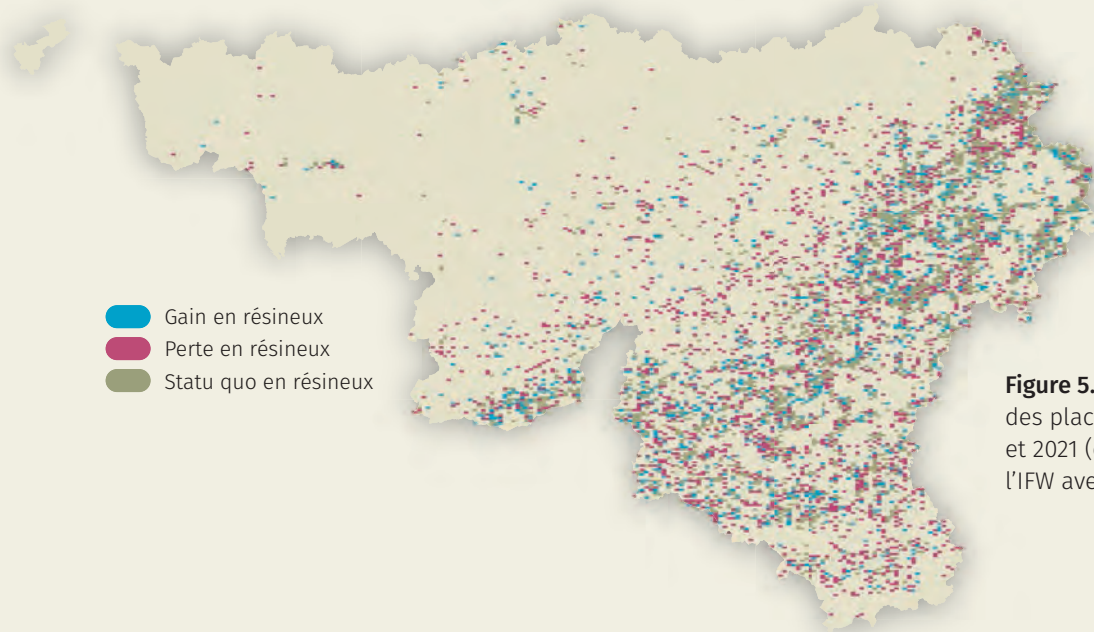 Gain en résineux
Perte en résineux
Statu quo en résineux
Figure 5.
des plac
et 2021 (
l'IFW ave